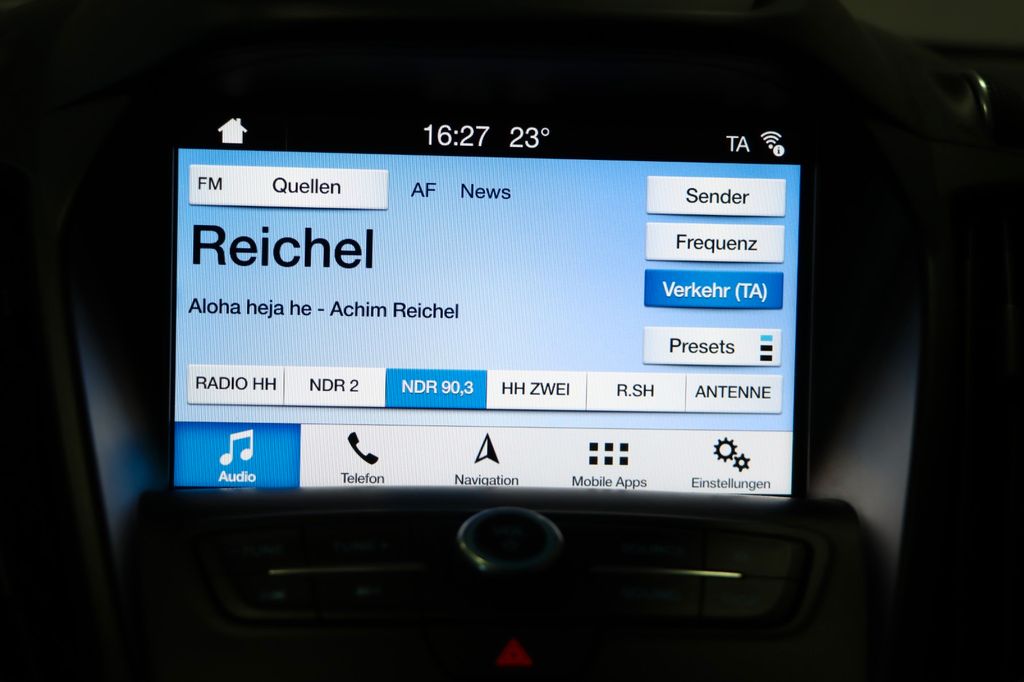 16:27 23° TA
FM Quellen AF News Sender
Reichel Frequenz
Verkehr (TA)
Aloha heja he - Achim Reichel
Presets
RADIO HH NDR 2 NDR 90,3 HH ZWEI R.SH ANTENNE
Audio Telefon Navigation Mobile Apps Einstellungen